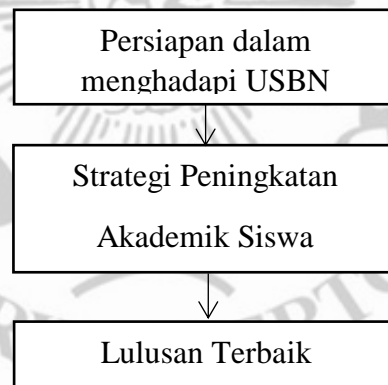 Persiapan dalam
menghadapi USBN
Strategi Peningkatan
Akademik Siswa
Lulusan Terbaik